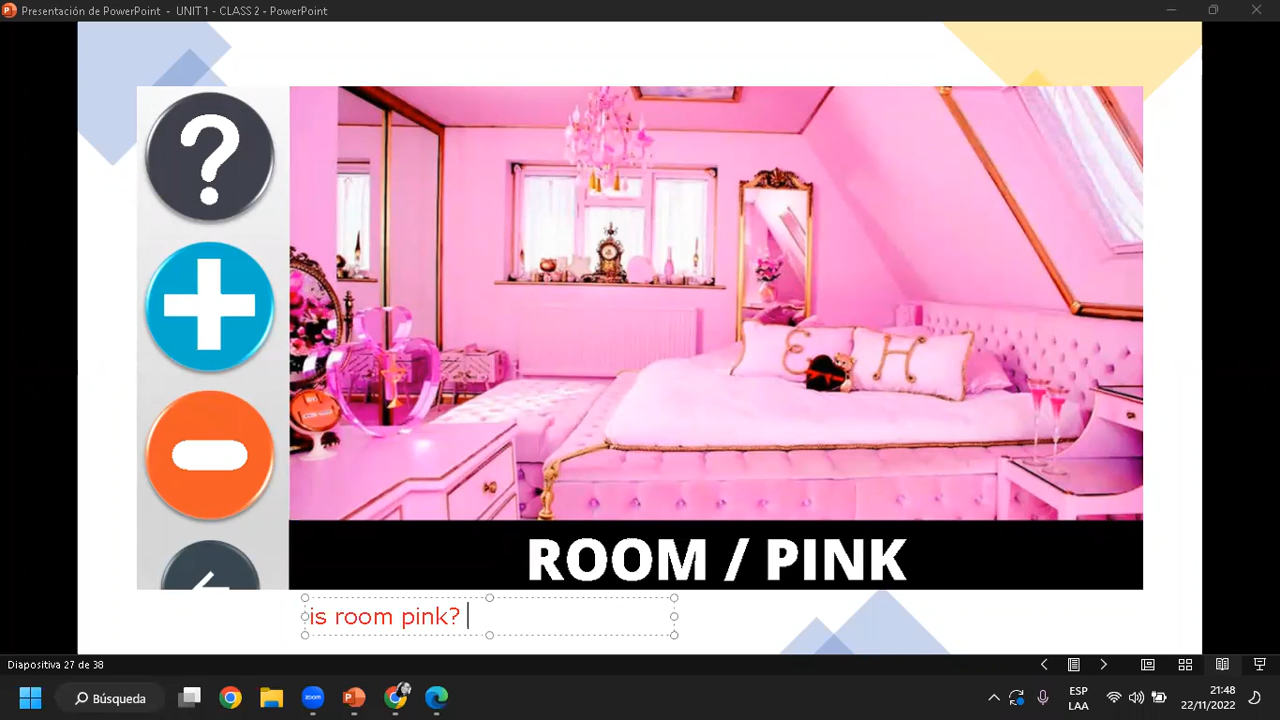 Presentación de PowerPoint - UNIT 1 - CLASS 2 - PowerPoint
?
E H
ROOM / PINK
is room pink?
Diapositiva 27 de 38
Búsqueda
zoom
ESP
LAA
21:48
22/11/2022